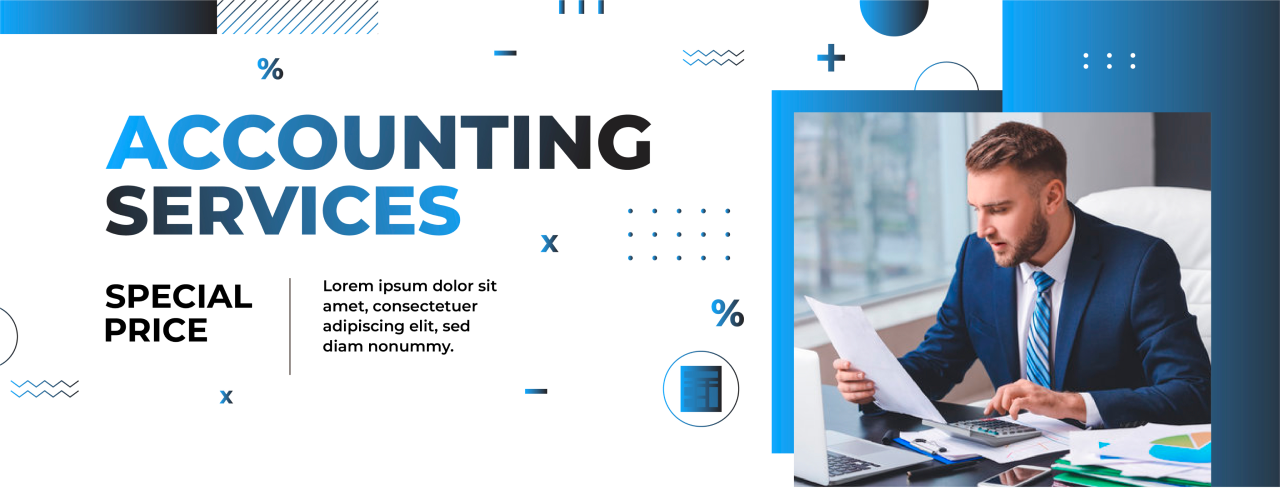 ACCOUNTING
SERVICES
SPECIAL
PRICE
Lorem ipsum dolor sit
amet, consectetuer
adipiscing elit, sed
diam nonummy.